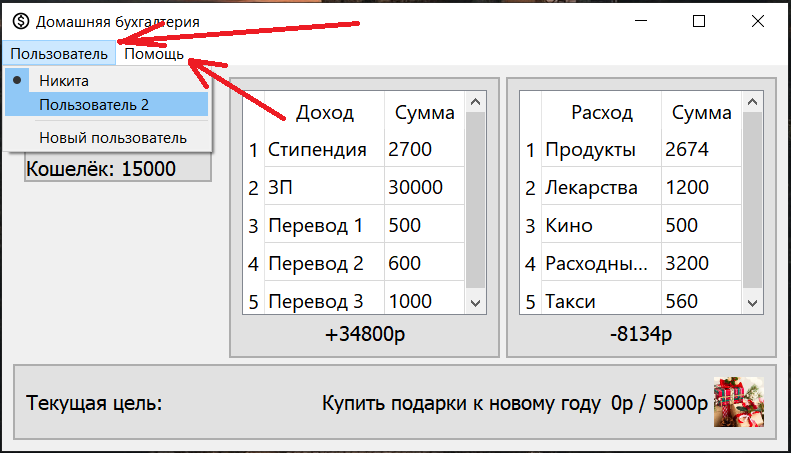 Домашняя бухгалтерия
Пользователь Помощь
Никита
Пользователь 2
Новый пользователь
Кошелёк: 15000
Доход Сумма
1 Стипендия 2700
2 ЗП 30000
3 Перевод 1 500
4 Перевод 2 600
5 Перевод 3 1000
+34800р
Расход Сумма
1 Продукты 2674
2 Лекарства 1200
3 Кино 500
4 Расходны... 3200
5 Такси 560
-8134р
Текущая цель: Купить подарки к новому году 0р / 5000р